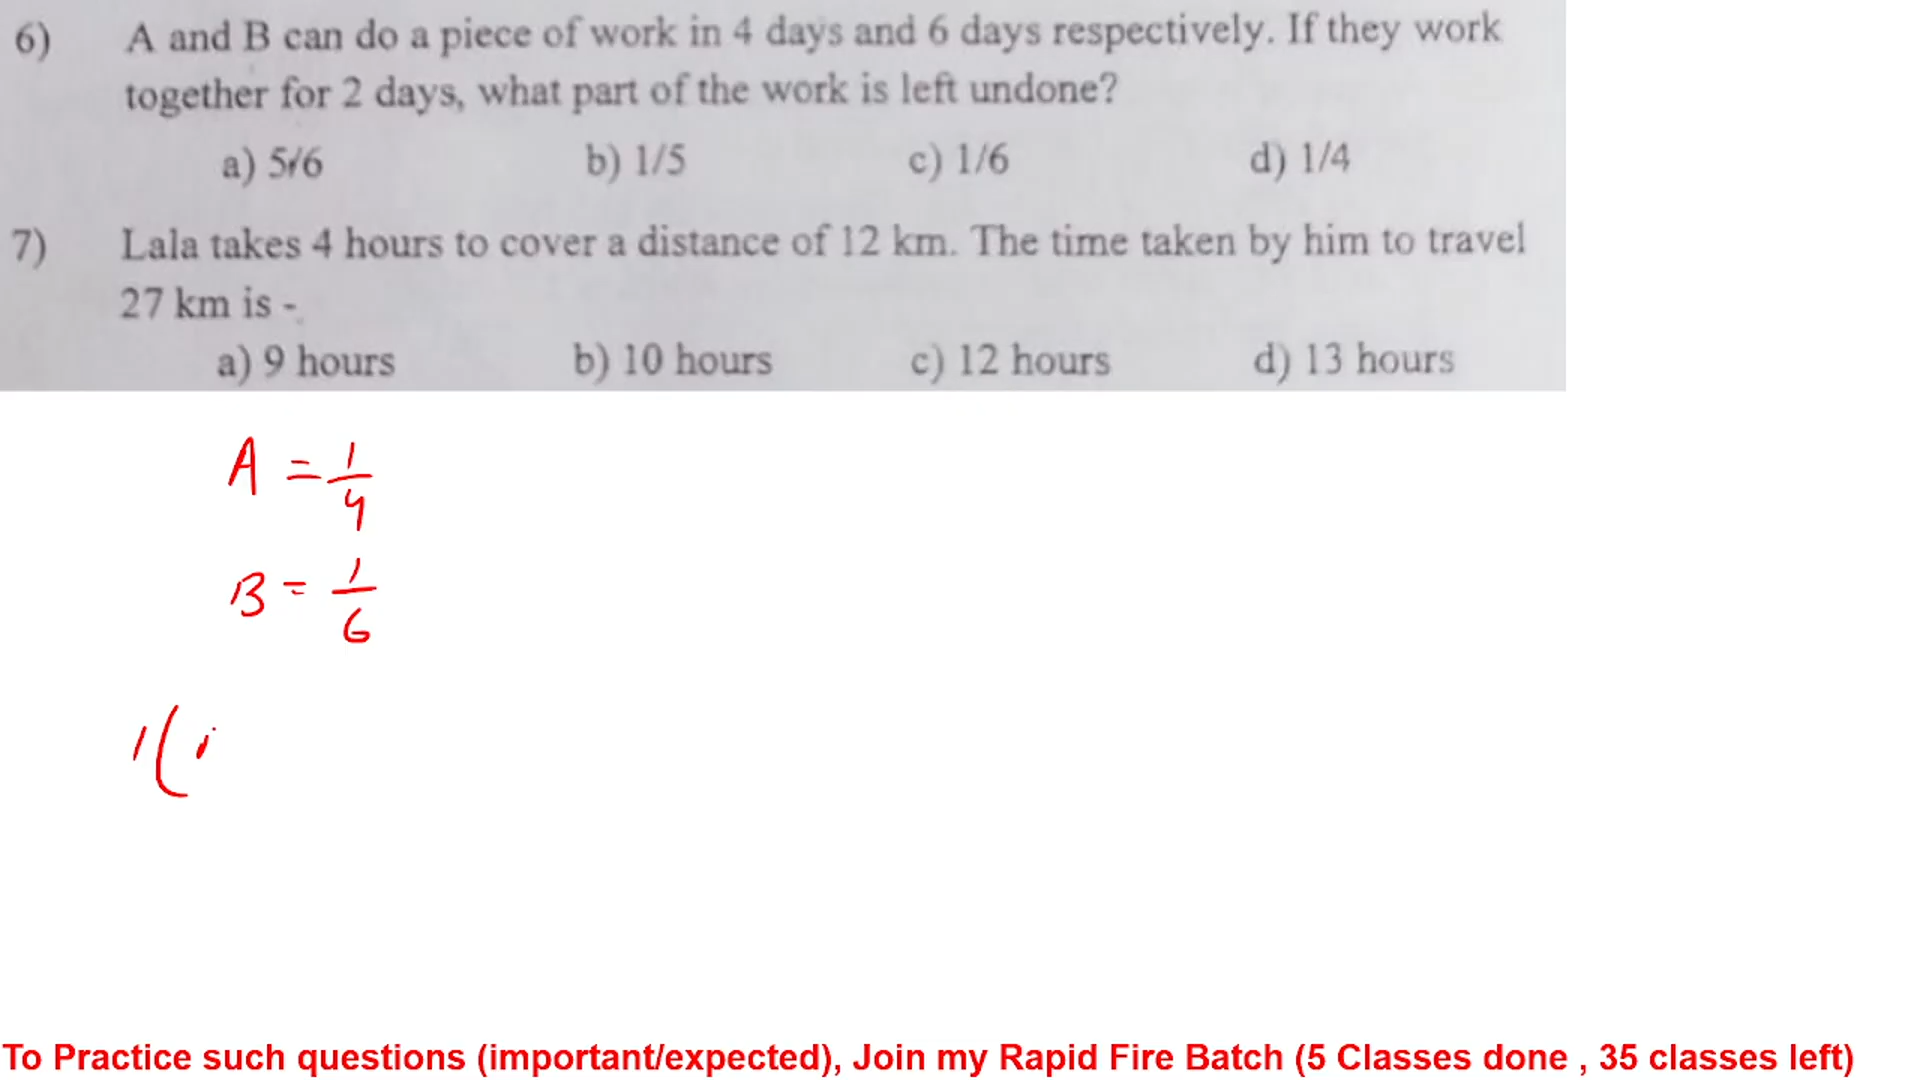 6) A and B can do a piece of work in 4 days and 6 days respectively. If they work
together for 2 days, what part of the work is left undone?
a) 5/6 b) 1/5 c) 1/6 d) 1/4
7) Lala takes 4 hours to cover a distance of 12 km. The time taken by him to travel
27 km is -
a) 9 hours b) 10 hours c) 12 hours d) 13 hours
A = 1/4
B = 1/6
1(
To Practice such questions (important/expected), Join my Rapid Fire Batch (5 Classes done , 35 classes left)